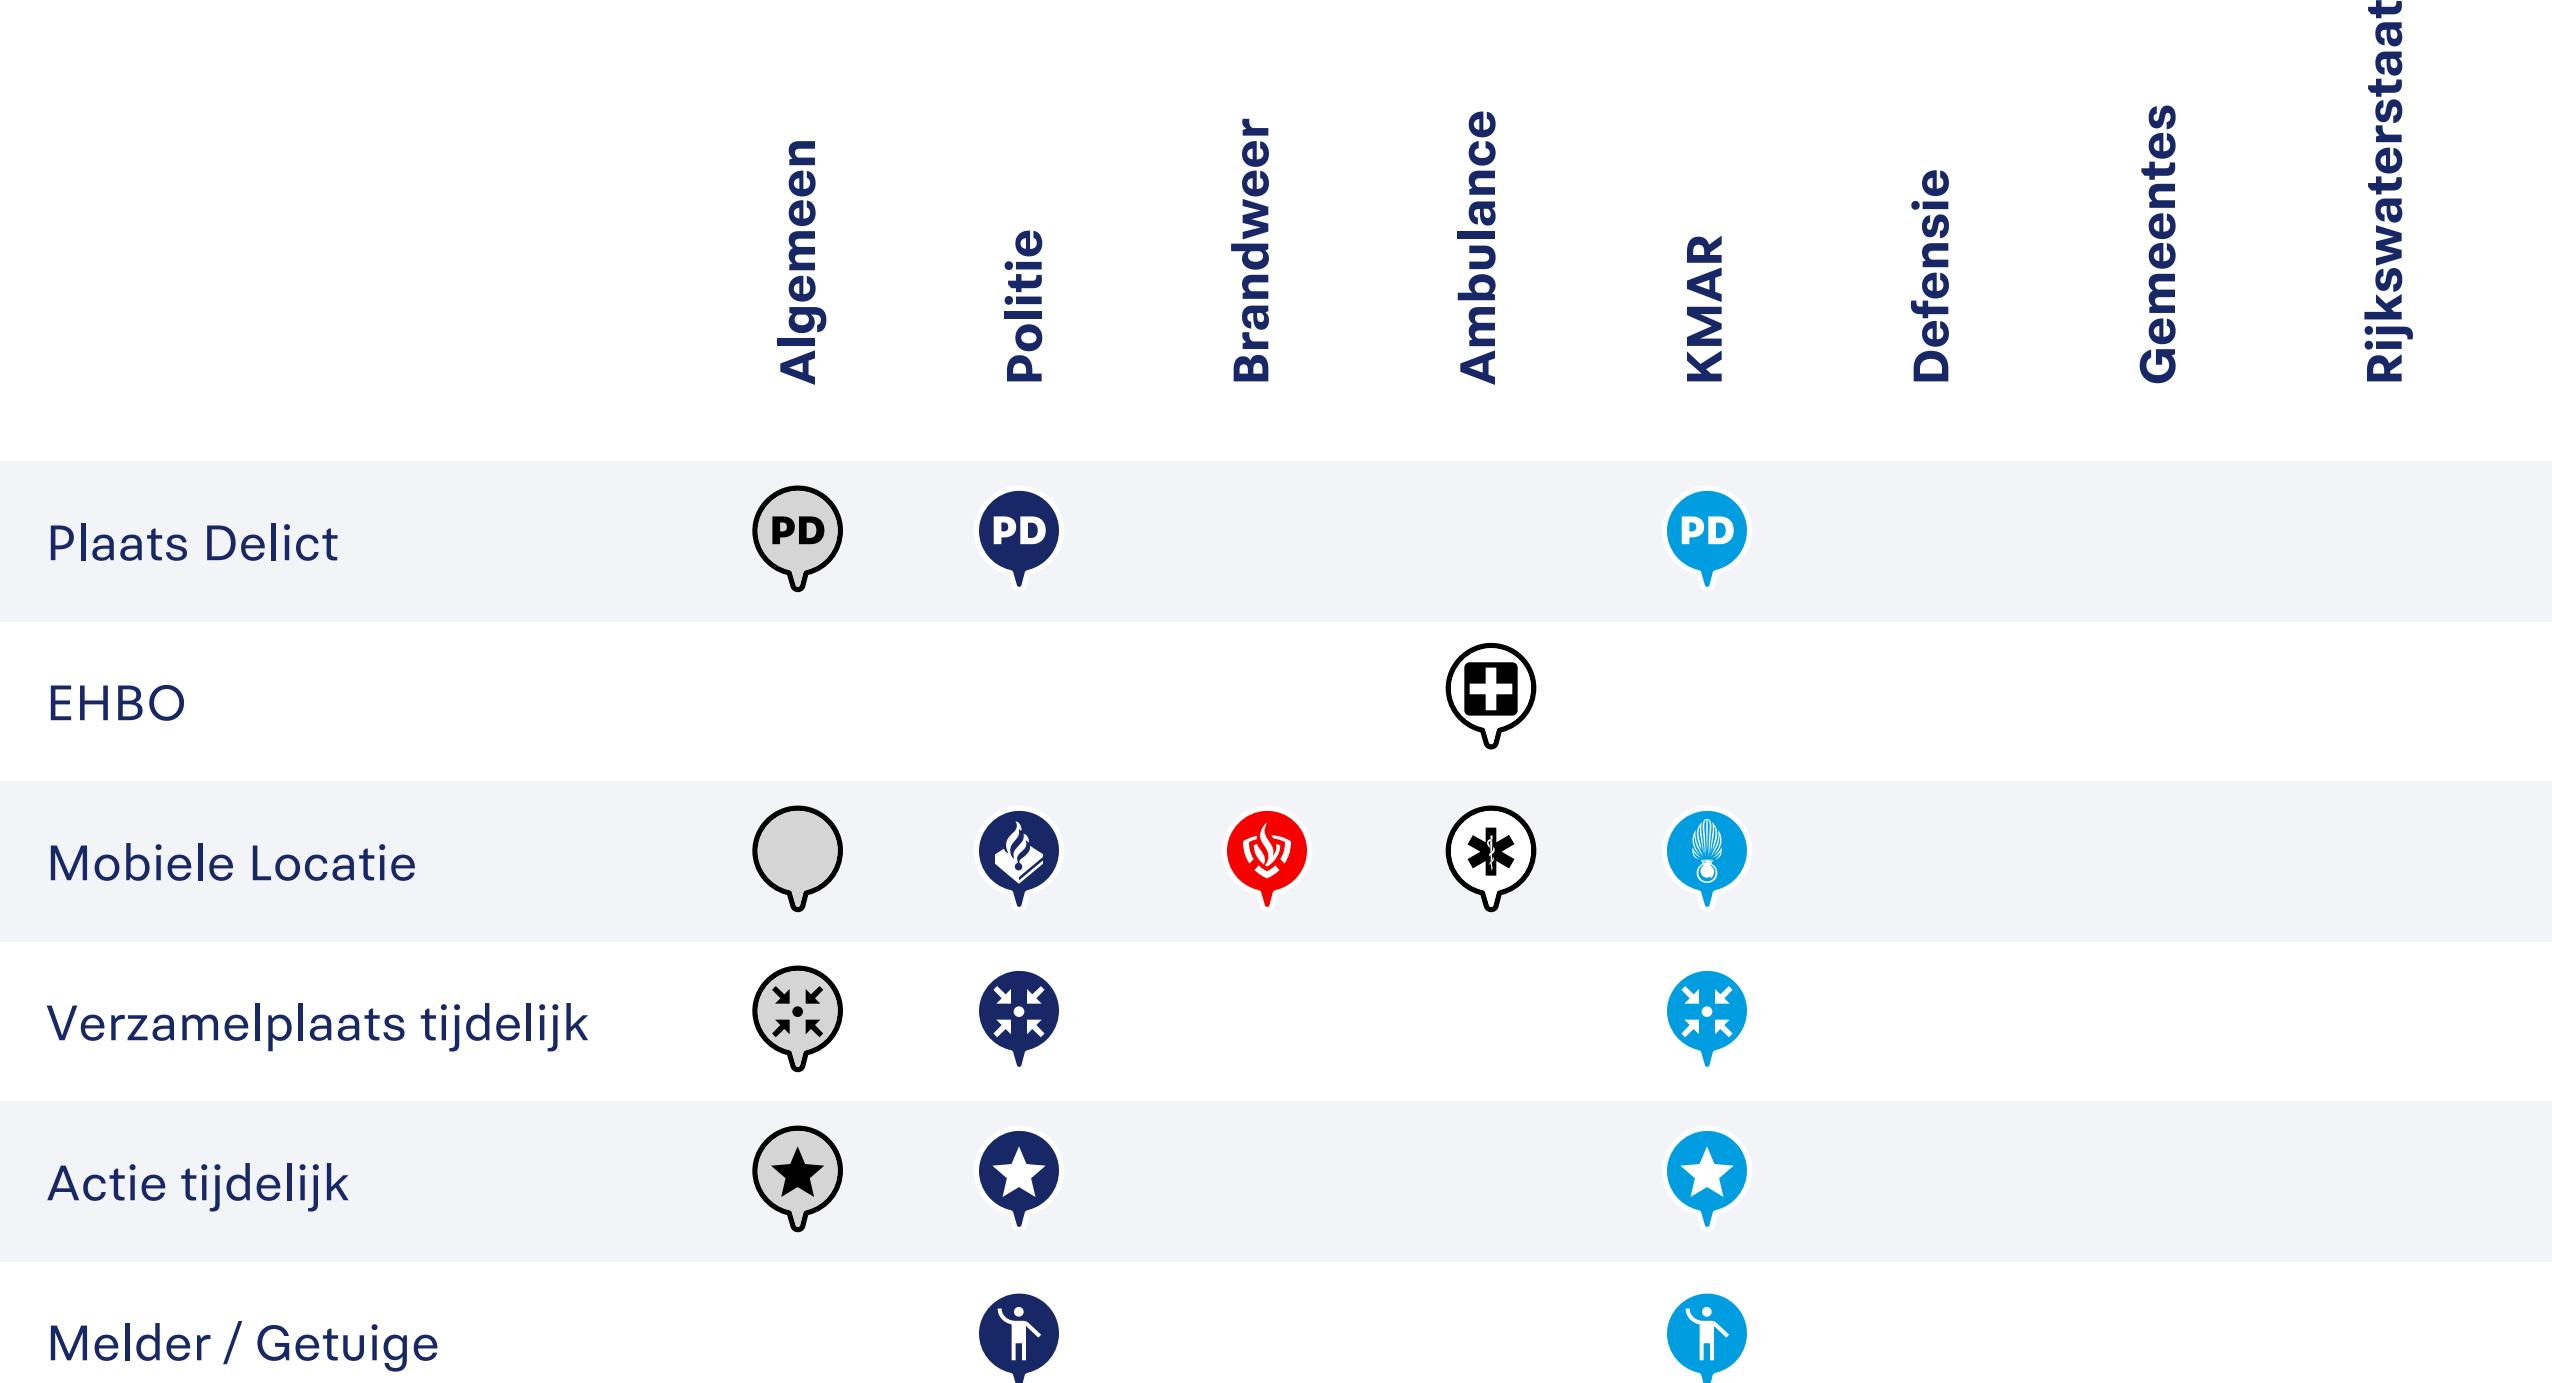 Algemeen
Politie
Brandweer
Ambulance
KMAR
Defensie
Gemeentes
Rijkswaterstaat
Plaats Delict
PD
PD
PD
EHBO
Mobiele Locatie
Verzamelplaats tijdelijk
Actie tijdelijk
Melder / Getuige